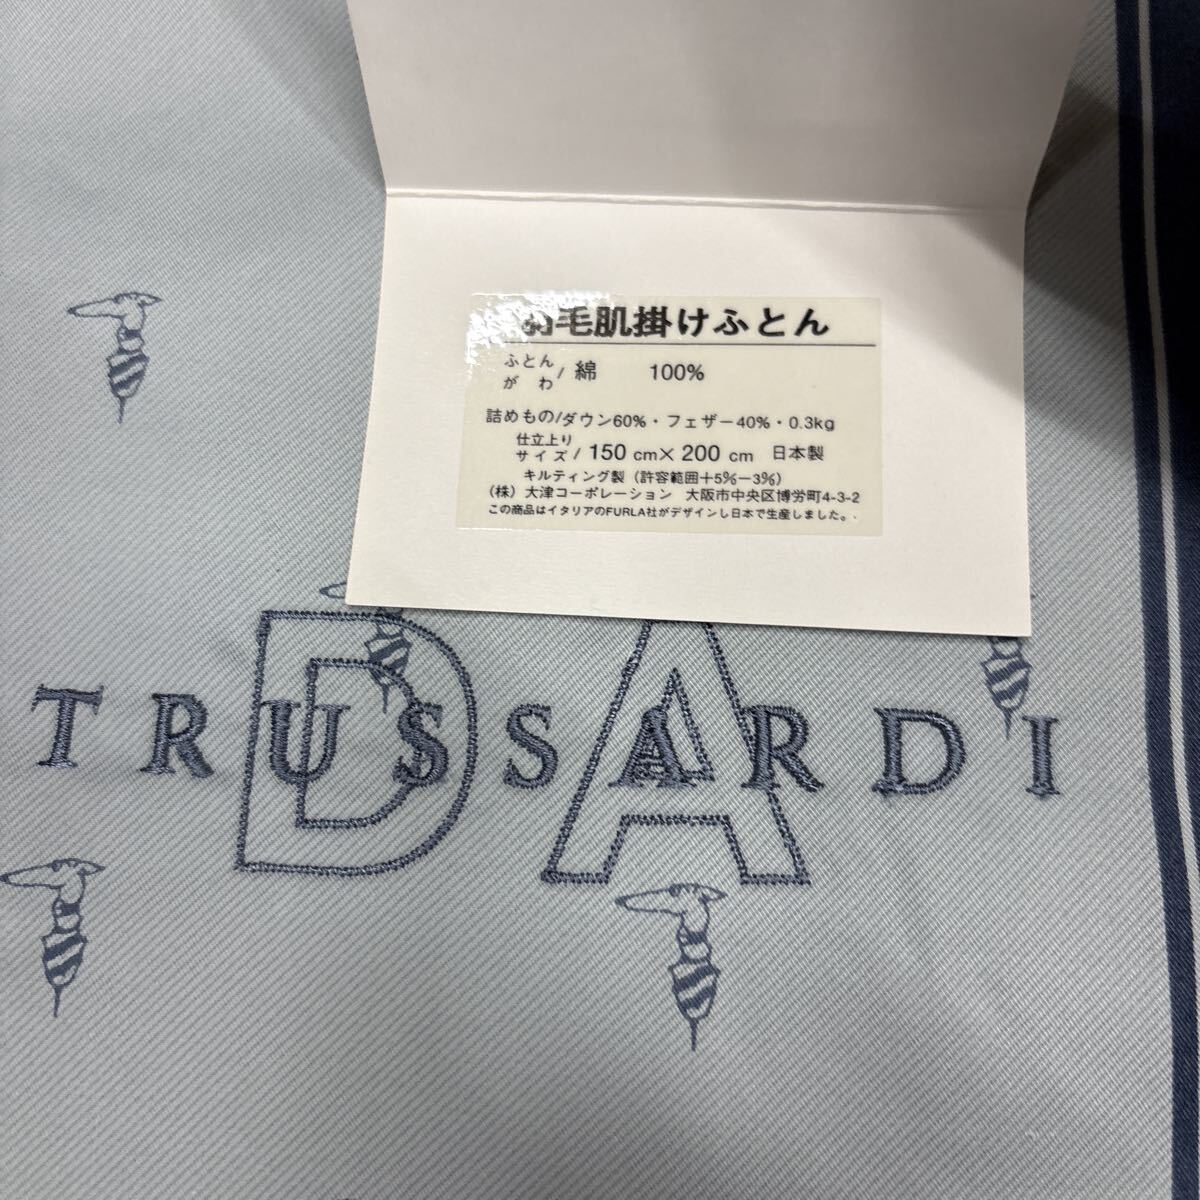 羽毛肌掛けふとん
ふとんがわ/綿 100%
詰めもの/ダウン60%・フェザー40%・0.3kg
仕立上りサイズ/150cm×200cm 日本製
キルティング製(許容範囲+5%-3%)
(株)大津コーポレーション 大阪市中央区博労町4-3-2
この商品はイタリアのFURLA社がデザインし日本で生産しました。
DA
TRUSSARDI